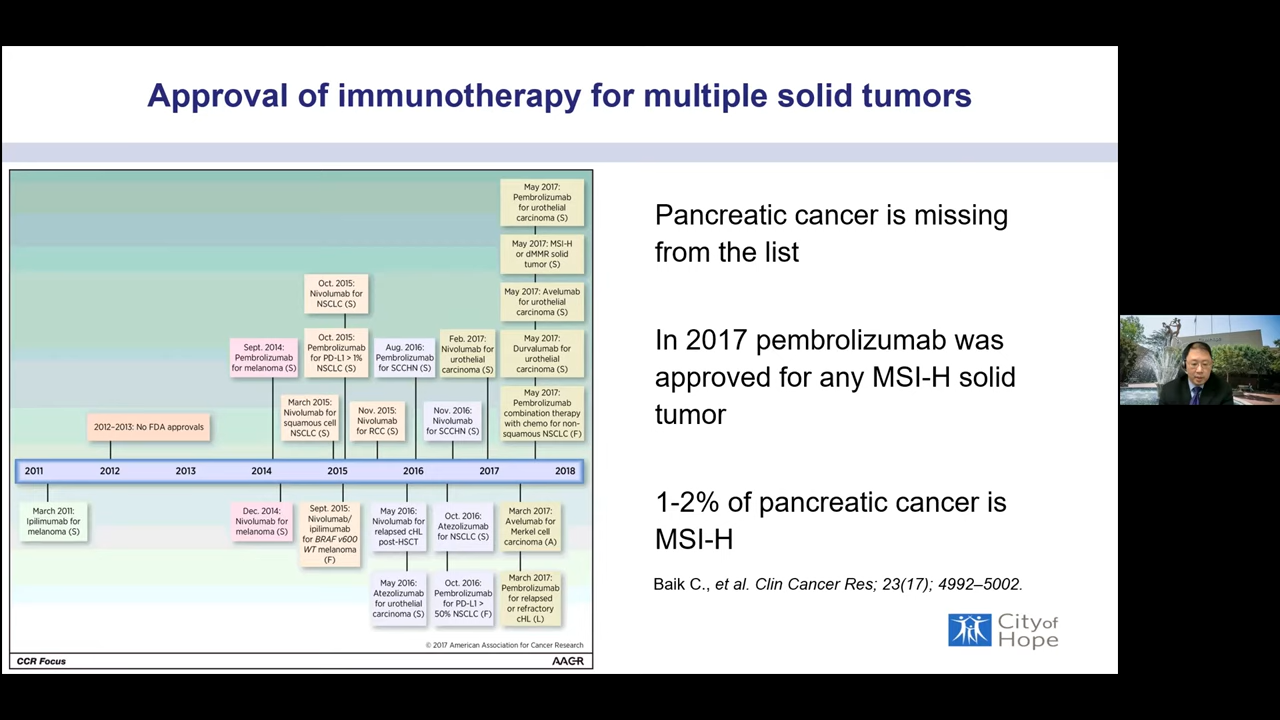 Approval of immunotherapy for multiple solid tumors
May 2017:
Pembrolizumab
for urothelial
carcinoma (S)
May 2017: MSI-H
or dMMR solid
tumor (S)
May 2017: Avelumab
for urothelial
carcinoma (S)
May 2017:
Durvalumab for
urothelial
carcinoma (S)
May 2017:
Pembrolizumab
combination therapy
with chemo for non-
squamous NSCLC (F)
Oct. 2015:
Nivolumab for
NSCLC (S)
Sept. 2014:
Pembrolizumab
for melanoma (S)
Oct. 2015:
Pembrolizumab
for PD-L1 > 1%
NSCLC (S)
Aug. 2016:
Pembrolizumab
for SCCHN (S)
Feb. 2017:
Nivolumab for
urothelial
carcinoma (S)
2012–2013: No FDA approvals
March 2015:
Nivolumab for
squamous cell
NSCLC (S)
Nov. 2015:
Nivolumab
for RCC (S)
Nov. 2016:
Nivolumab
for SCCHN (S)
2011 2012 2013 2014 2015 2016 2017 2018
March 2011:
Ipilimumab for
melanoma (S)
Dec. 2014:
Nivolumab for
melanoma (S)
Sept. 2015:
Nivolumab/
ipilimumab
for BRAF v600
WT melanoma
(F)
May 2016:
Nivolumab for
relapsed cHL
post-HSCT
Oct. 2016:
Atezolizumab
for NSCLC (S)
March 2017:
Avelumab for
Merkel cell
carcinoma (A)
May 2016:
Atezolizumab
for urothelial
carcinoma (S)
Oct. 2016:
Pembrolizumab
for PD-L1 >
50% NSCLC (F)
March 2017:
Pembrolizumab
for relapsed
or refractory
cHL (L)
© 2017 American Association for Cancer Research
CCR Focus
AACR
Pancreatic cancer is missing
from the list
In 2017 pembrolizumab was
approved for any MSI-H solid
tumor
1-2% of pancreatic cancer is
MSI-H
Baik C., et al. Clin Cancer Res; 23(17); 4992–5002.
City of
Hope